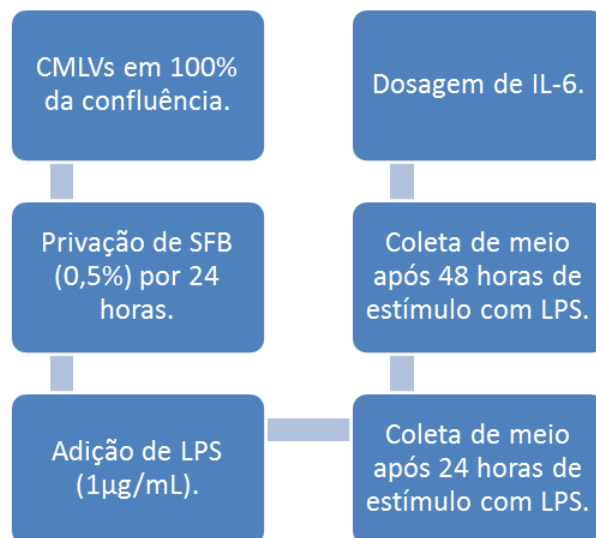 CMLVs em 100%
da confluência.
Privação de SFB
(0,5%) por 24
horas.
Adição de LPS
(1µg/mL).
Coleta de meio
após 24 horas de
estímulo com LPS.
Coleta de meio
após 48 horas de
estímulo com LPS.
Dosagem de IL-6.